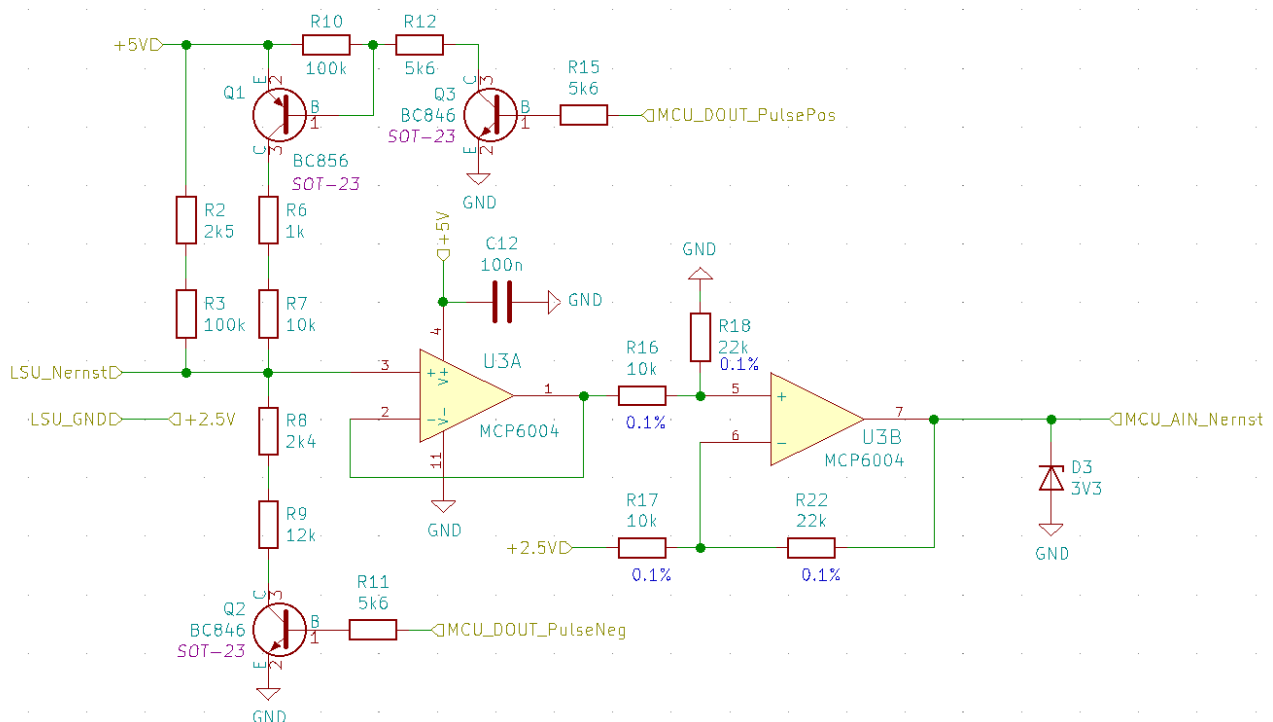 R10
R12
+5V
100k
5k6
R15
5k6
E
2
Q1
B
1
C
3
C
3
Q3
BC846
SOT-23
B
1
E
2
MCU_DOUT_PulsePos
BC856
SOT-23
GND
R2
2k5
R6
1k
+5V
C12
100n
GND
GND
R3
100k
R7
10k
4
U3A
R18
22k
0.1%
R16
10k
0.1%
LSU_Nernst
3
+
V+
1
2
-
V-
MCP6004
11
GND
LSU_GND
+2.5V
R8
2k4
5
+
6
-
7
U3B
MCP6004
MCU_AIN_Nernst
D3
3V3
GND
R9
12k
R17
10k
0.1%
R22
22k
0.1%
+2.5V
C
3
Q2
BC846
SOT-23
B
1
E
2
R11
5k6
MCU_DOUT_PulseNeg
GND